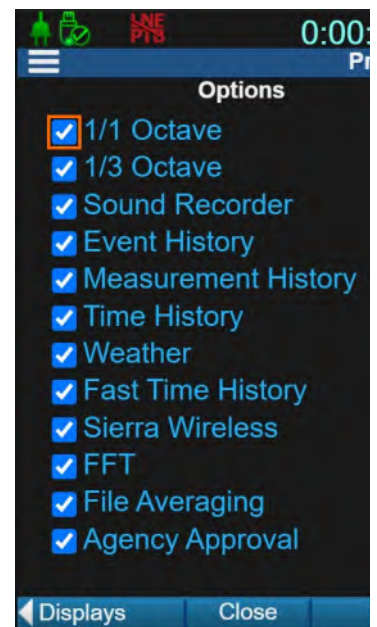 LNE 0:00:
PTB
Pr
Options
1/1 Octave
1/3 Octave
Sound Recorder
Event History
Measurement History
Time History
Weather
Fast Time History
Sierra Wireless
FFT
File Averaging
Agency Approval
Displays Close